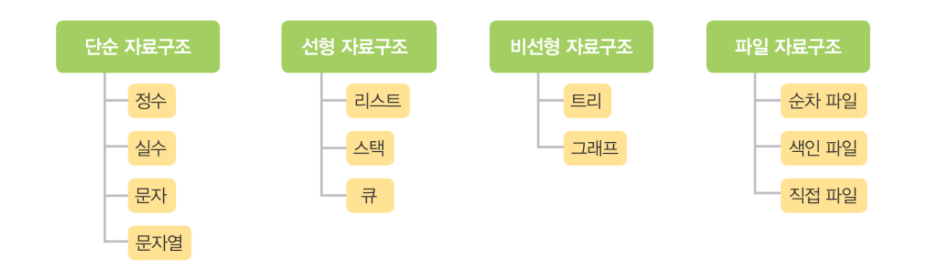 단순 자료구조
정수
실수
문자
문자열
선형 자료구조
리스트
스택
큐
비선형 자료구조
트리
그래프
파일 자료구조
순차 파일
색인 파일
직접 파일